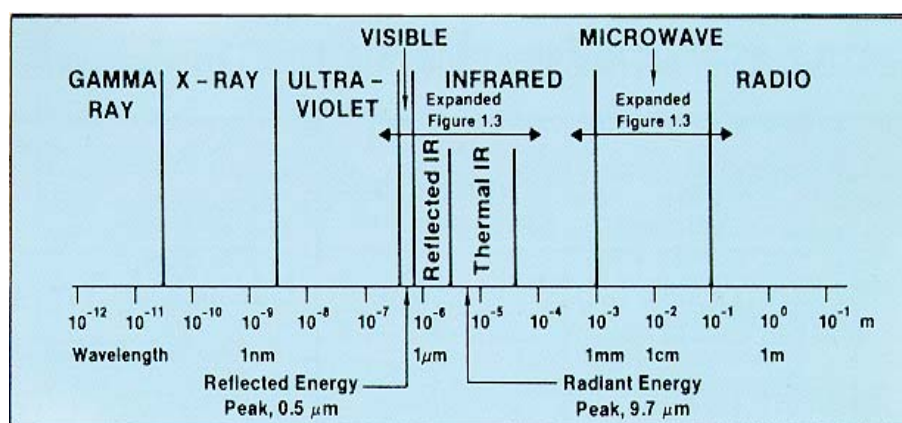 VISIBLE MICROWAVE
GAMMA RAY
X - RAY
ULTRA - VIOLET
INFRARED
RADIO
Expanded Figure 1.3
Expanded Figure 1.3
Reflected IR
Thermal IR
10⁻¹² 10⁻¹¹ 10⁻¹⁰ 10⁻⁹ 10⁻⁸ 10⁻⁷ 10⁻⁶ 10⁻⁵ 10⁻⁴ 10⁻³ 10⁻² 10⁻¹ 10⁰ 10⁻¹ m
Wavelength 1nm 1μm 1mm 1cm 1m
Reflected Energy
Peak, 0.5 μm
Radiant Energy
Peak, 9.7 μm